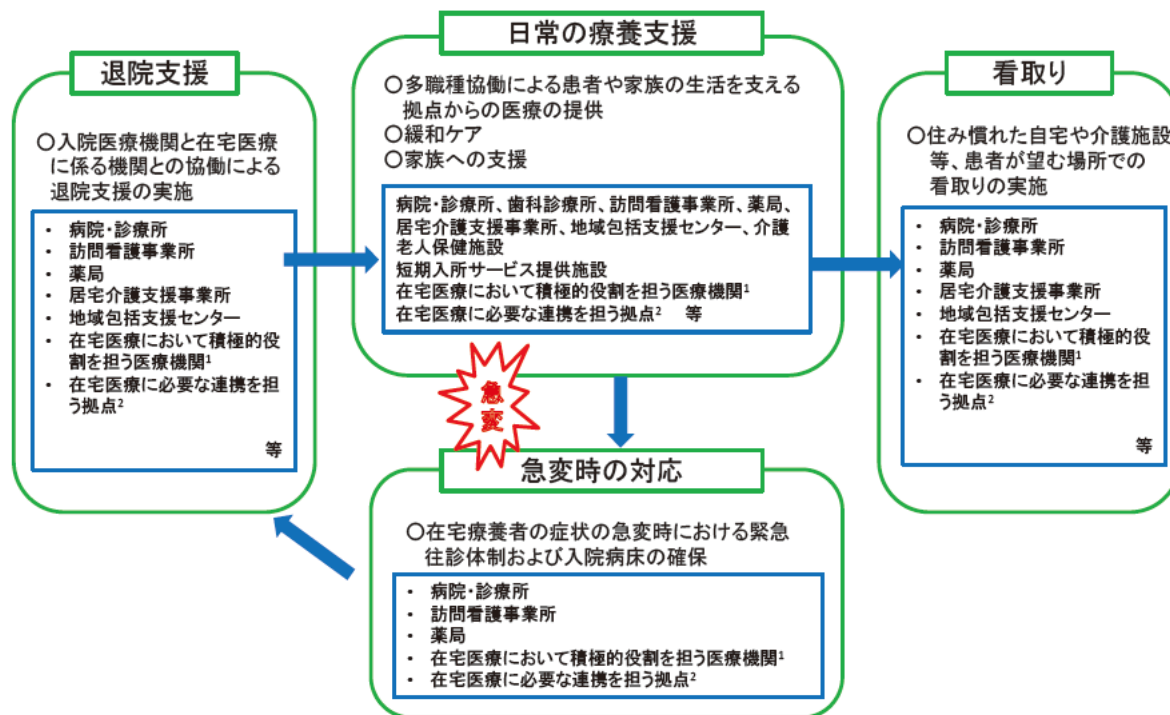 退院支援
○入院医療機関と在宅医療
に係る機関との協働による
退院支援の実施
・ 病院・診療所
・ 訪問看護事業所
・ 薬局
・ 居宅介護支援事業所
・ 地域包括支援センター
・ 在宅医療において積極的役
割を担う医療機関¹
・ 在宅医療に必要な連携を担
う拠点²
等
日常の療養支援
○多職種協働による患者や家族の生活を支える
拠点からの医療の提供
○緩和ケア
○家族への支援
病院・診療所、歯科診療所、訪問看護事業所、薬局、
居宅介護支援事業所、地域包括支援センター、介護
老人保健施設
短期入所サービス提供施設
在宅医療において積極的役割を担う医療機関¹
在宅医療に必要な連携を担う拠点² 等
急
変
急変時の対応
○在宅療養者の症状の急変時における緊急
往診体制および入院病床の確保
・ 病院・診療所
・ 訪問看護事業所
・ 薬局
・ 在宅医療において積極的役割を担う医療機関¹
・ 在宅医療に必要な連携を担う拠点²
看取り
○住み慣れた自宅や介護施設
等、患者が望む場所での
看取りの実施
・ 病院・診療所
・ 訪問看護事業所
・ 薬局
・ 居宅介護支援事業所
・ 地域包括支援センター
・ 在宅医療において積極的役
割を担う医療機関¹
・ 在宅医療に必要な連携を担
う拠点²
等